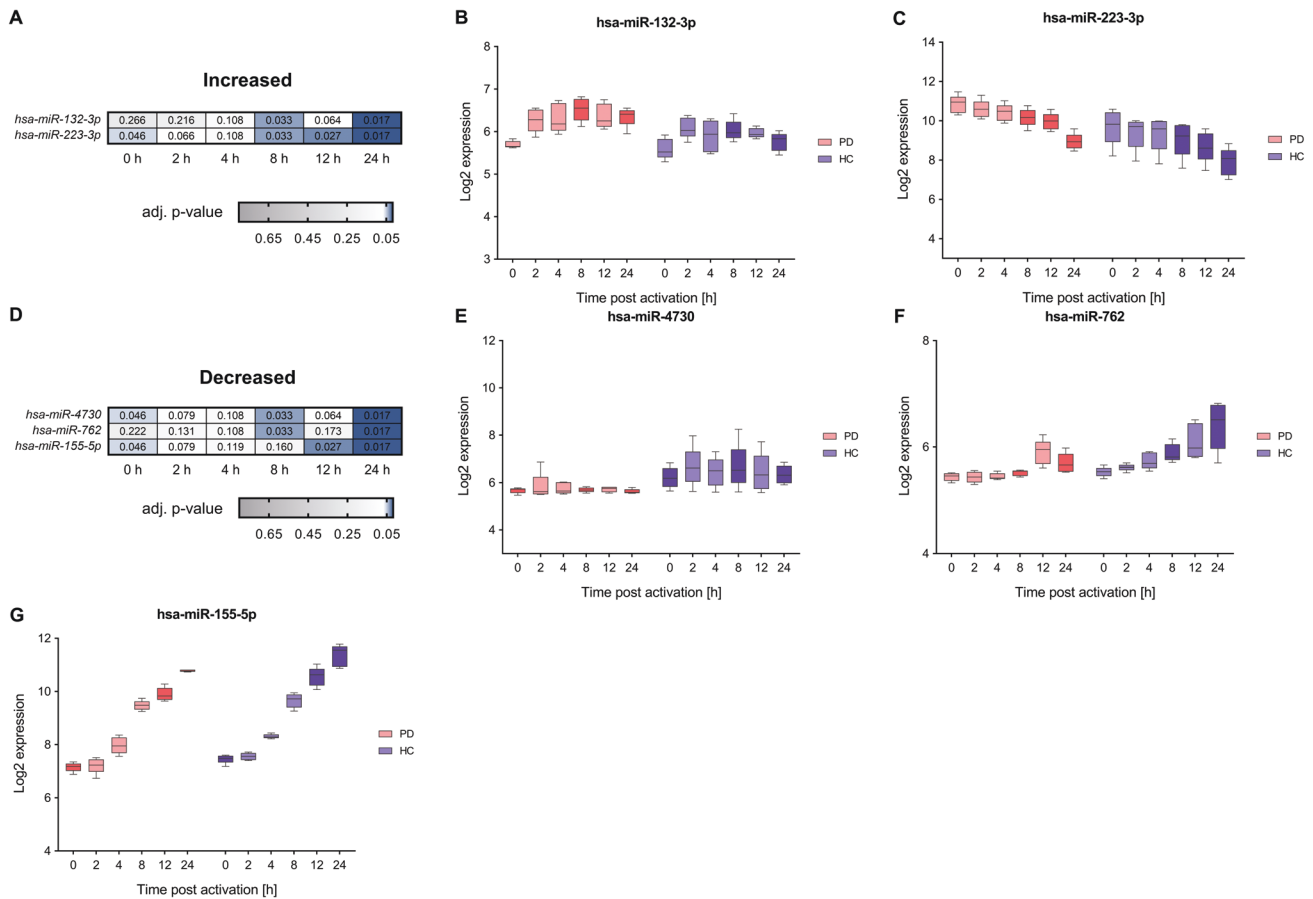 A
Increased
hsa-miR-132-3p 0.266 0.216 0.108 0.033 0.064 0.017
hsa-miR-223-3p 0.046 0.066 0.108 0.033 0.027 0.017
0 h 2 h 4 h 8 h 12 h 24 h
adj. p-value
0.65 0.45 0.25 0.05
B
hsa-miR-132-3p
Log2 expression
8
7
6
5
4
3
0 2 4 8 12 24 0 2 4 8 12 24
Time post activation [h]
PD
HC
C
hsa-miR-223-3p
Log2 expression
14
12
10
8
6
4
0 2 4 8 12 24 0 2 4 8 12 24
Time post activation [h]
PD
HC
D
Decreased
hsa-miR-4730 0.046 0.079 0.108 0.033 0.064 0.017
hsa-miR-762 0.222 0.131 0.108 0.033 0.173 0.017
hsa-miR-155-5p 0.046 0.079 0.119 0.160 0.027 0.017
0 h 2 h 4 h 8 h 12 h 24 h
adj. p-value
0.65 0.45 0.25 0.05
E
hsa-miR-4730
Log2 expression
12
10
8
6
4
0 2 4 8 12 24 0 2 4 8 12 24
Time post activation [h]
PD
HC
F
hsa-miR-762
Log2 expression
8
6
4
0 2 4 8 12 24 0 2 4 8 12 24
Time post activation [h]
PD
HC
G
hsa-miR-155-5p
Log2 expression
12
10
8
6
4
0 2 4 8 12 24 0 2 4 8 12 24
Time post activation [h]
PD
HC